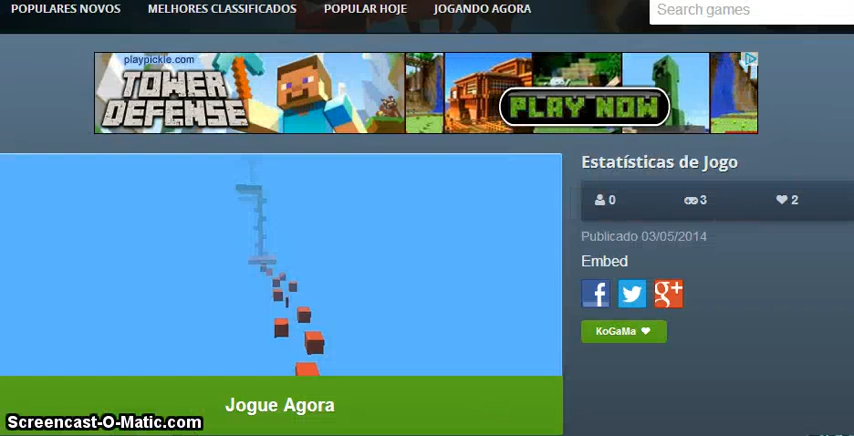 POPULARES NOVOS
MELHORES CLASSIFICADOS
POPULAR HOJE
JOGANDO AGORA
Search games
playpickle.com
TOWER
DEFENSE
PLAY NOW
Estatísticas de Jogo
0
3
2
Publicado 03/05/2014
Embed
f
g+
KoGaMa
Jogue Agora
Screencast-O-Matic.com